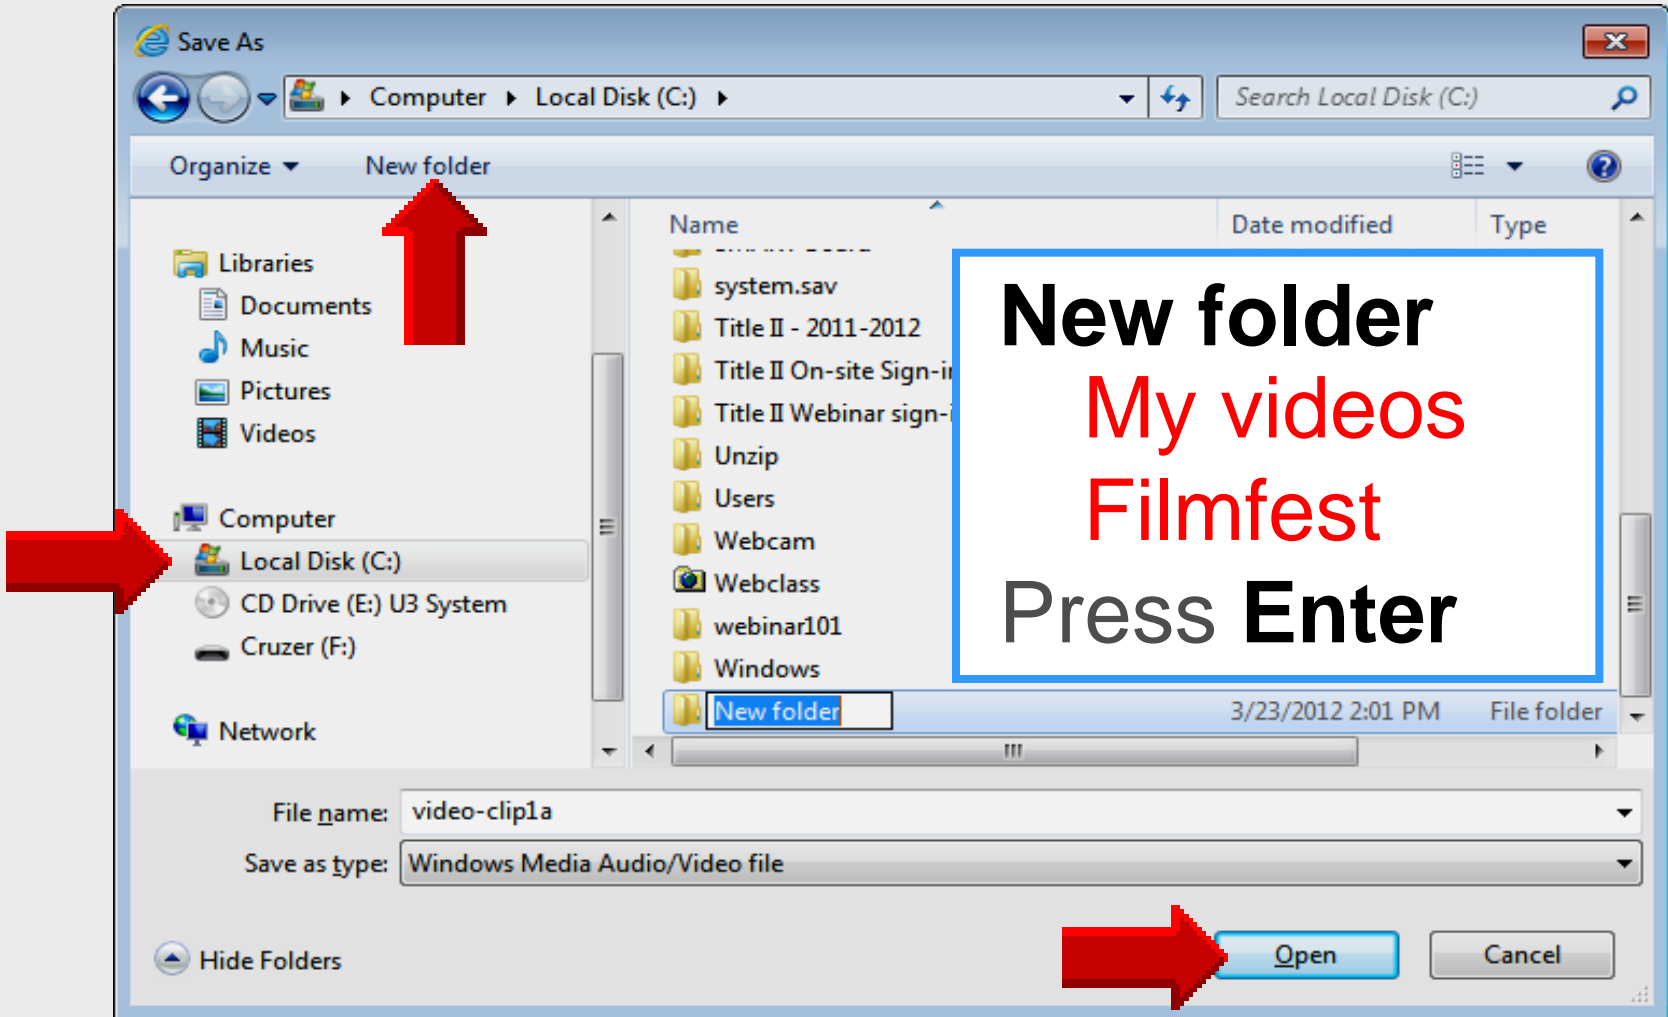 Save As
Computer Local Disk (C:)
Search Local Disk (C:)
Organize New folder
Name Date modified Type
Libraries
Documents
Music
Pictures
Videos
Computer
Local Disk (C:)
CD Drive (E:) U3 System
Cruzer (F:)
Network
system.sav
Title II - 2011-2012
Title II On-site Sign-i
Title II Webinar sign-i
Unzip
Users
Webcam
Webclass
webinar101
Windows
New folder 3/23/2012 2:01 PM File folder
New folder
My videos
Filmfest
Press Enter
File name: video-clip1a
Save as type: Windows Media Audio/Video file
Hide Folders
Open Cancel